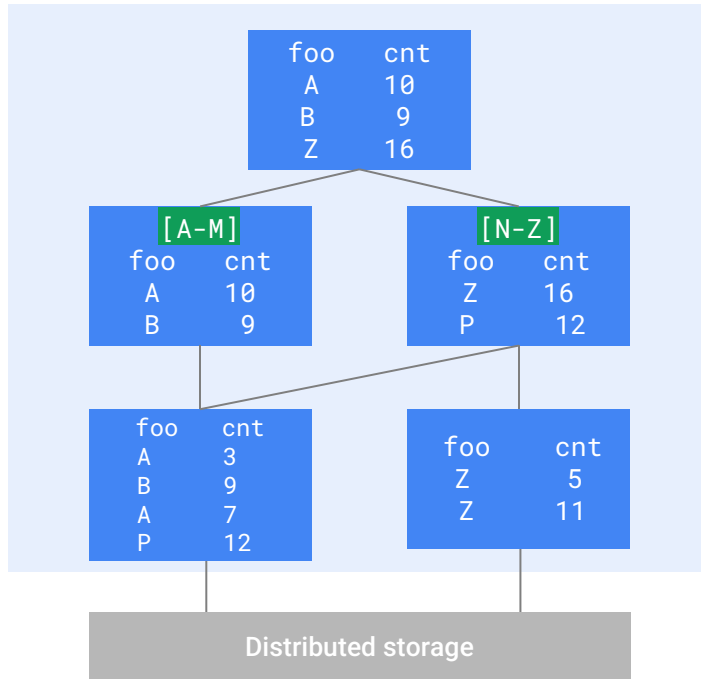 foo cnt
A 10
B 9
Z 16
[A-M]
foo cnt
A 10
B 9
[N-Z]
foo cnt
Z 16
P 12
foo cnt
A 3
B 9
A 7
P 12
foo cnt
Z 5
Z 11
Distributed storage